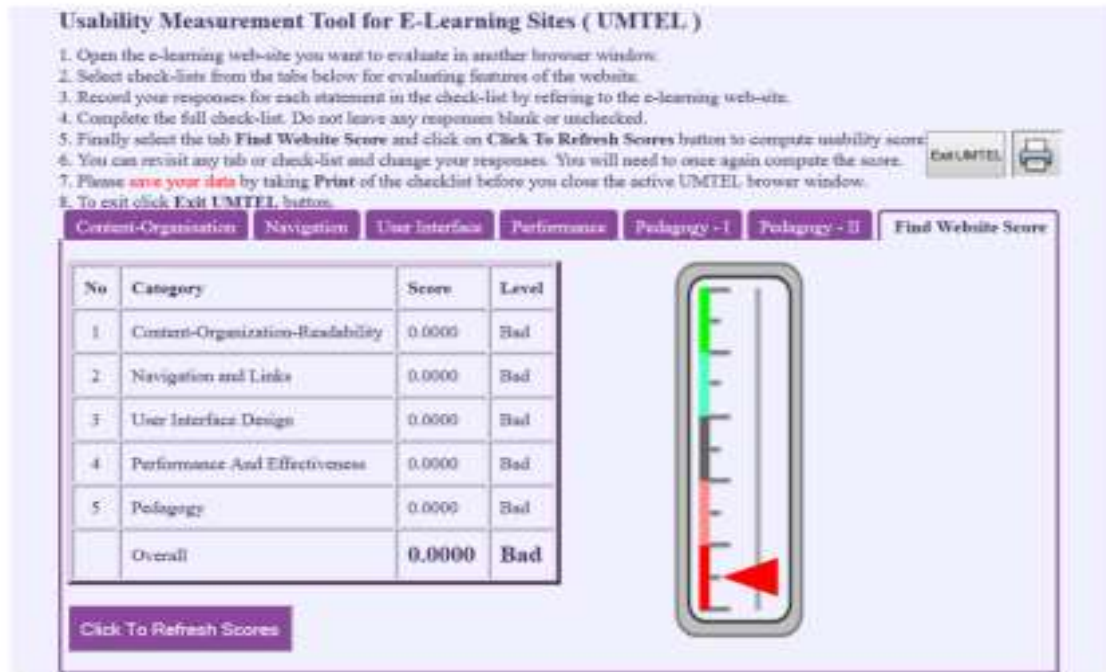 Usability Measurement Tool for E-Learning Sites ( UMTEL )
1. Open the e-learning web-site you want to evaluate in another browser window.
2. Select check-lists from the tabs below for evaluating features of the website.
3. Record your responses for each statement in the check-list by refering to the e-learning web-site.
4. Complete the full check-list. Do not leave any responses blank or unchecked.
5. Finally select the tab Find Website Score and click on Click To Refresh Scores button to compute usability score
6. You can revisit any tab or check-list and change your responses. You will need to once again compute the score.
7. Please save your data by taking Print of the checklist before you close the active UMTEL brower window.
8. To exit click Exit UMTEL button.
Exit UMTEL
Content-Organisation Navigation User Interface Performance Pedagogy - I Pedagogy - II Find Website Score
No Category Score Level
1 Content-Organization-Readability 0.0000 Bad
2 Navigation and Links 0.0000 Bad
3 User Interface Design 0.0000 Bad
4 Performance And Effectiveness 0.0000 Bad
5 Pedagogy 0.0000 Bad
Overall 0.0000 Bad
Click To Refresh Scores